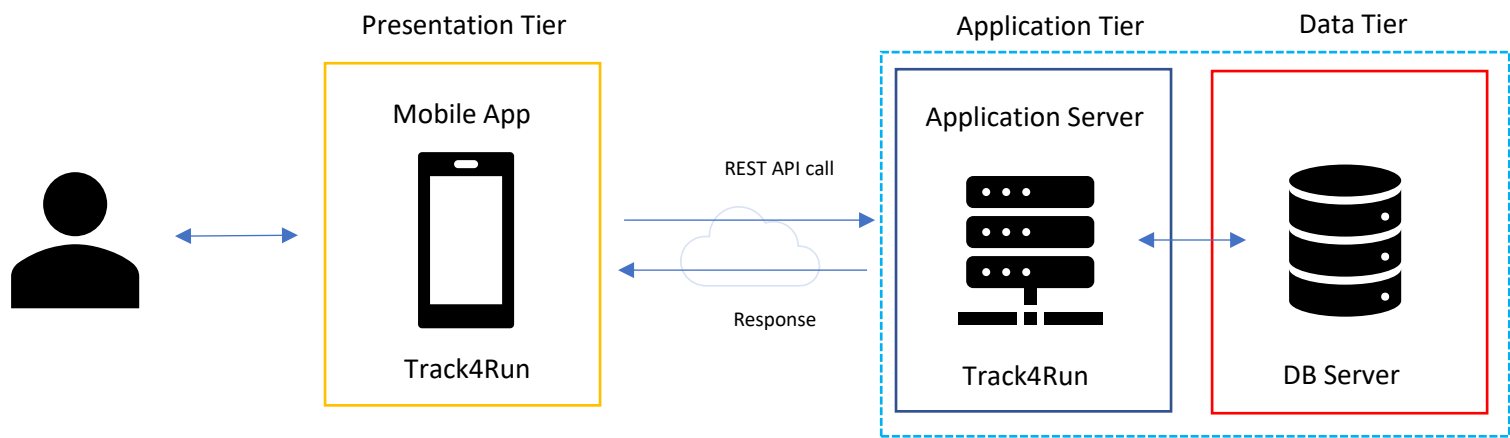 Presentation Tier
Application Tier
Data Tier
Mobile App
Application Server
REST API call
Response
Track4Run
Track4Run
DB Server